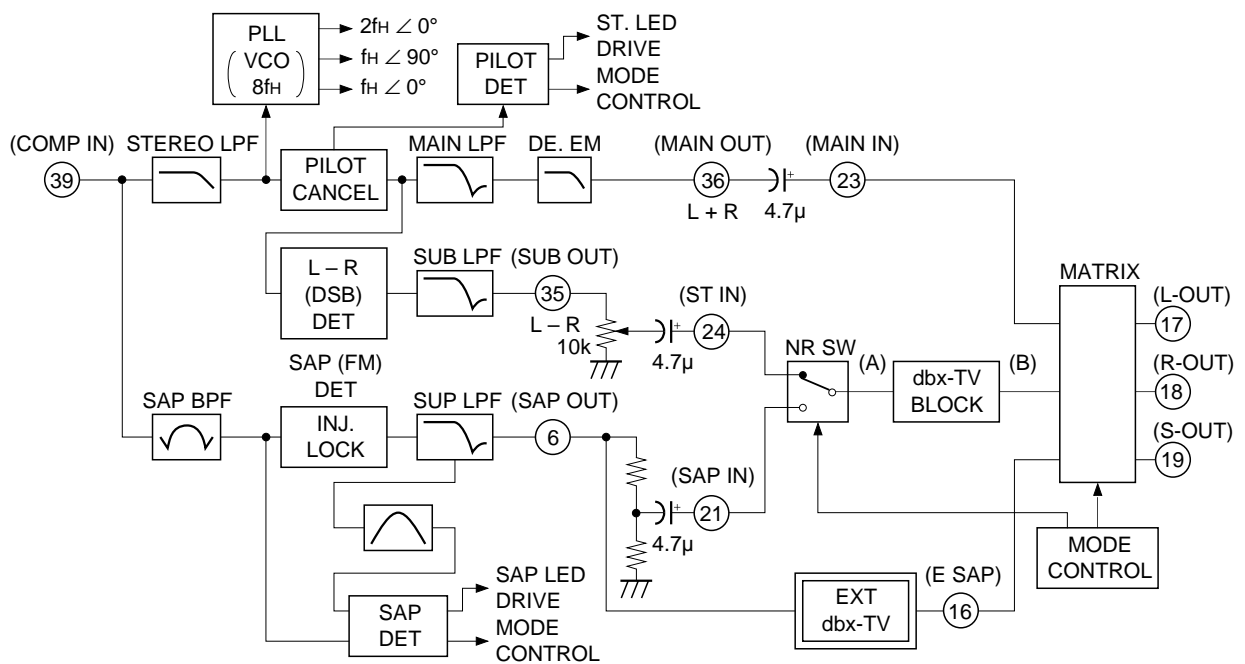 PLL
VCO
8fH
2fH ∠ 0°
fH ∠ 90°
fH ∠ 0°
PILOT
DET
ST. LED
DRIVE
MODE
CONTROL
(COMP IN)
39
STEREO LPF
PILOT
CANCEL
MAIN LPF
DE. EM
(MAIN OUT)
36
L + R
4.7µ
(MAIN IN)
23
L – R
(DSB)
DET
SUB LPF
(SUB OUT)
35
L – R
10k
4.7µ
(ST IN)
24
NR SW
(A)
dbx-TV
BLOCK
(B)
MATRIX
(L-OUT)
17
(R-OUT)
18
(S-OUT)
19
SAP BPF
SAP (FM)
DET
INJ.
LOCK
SUP LPF
(SAP OUT)
6
4.7µ
(SAP IN)
21
MODE
CONTROL
SAP
DET
SAP LED
DRIVE
MODE
CONTROL
EXT
dbx-TV
(E SAP)
16